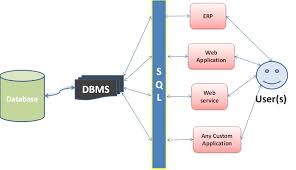 Database
DBMS
S
Q
L
ERP
Web
Application
Web
service
Any Custom
Application
User(s)